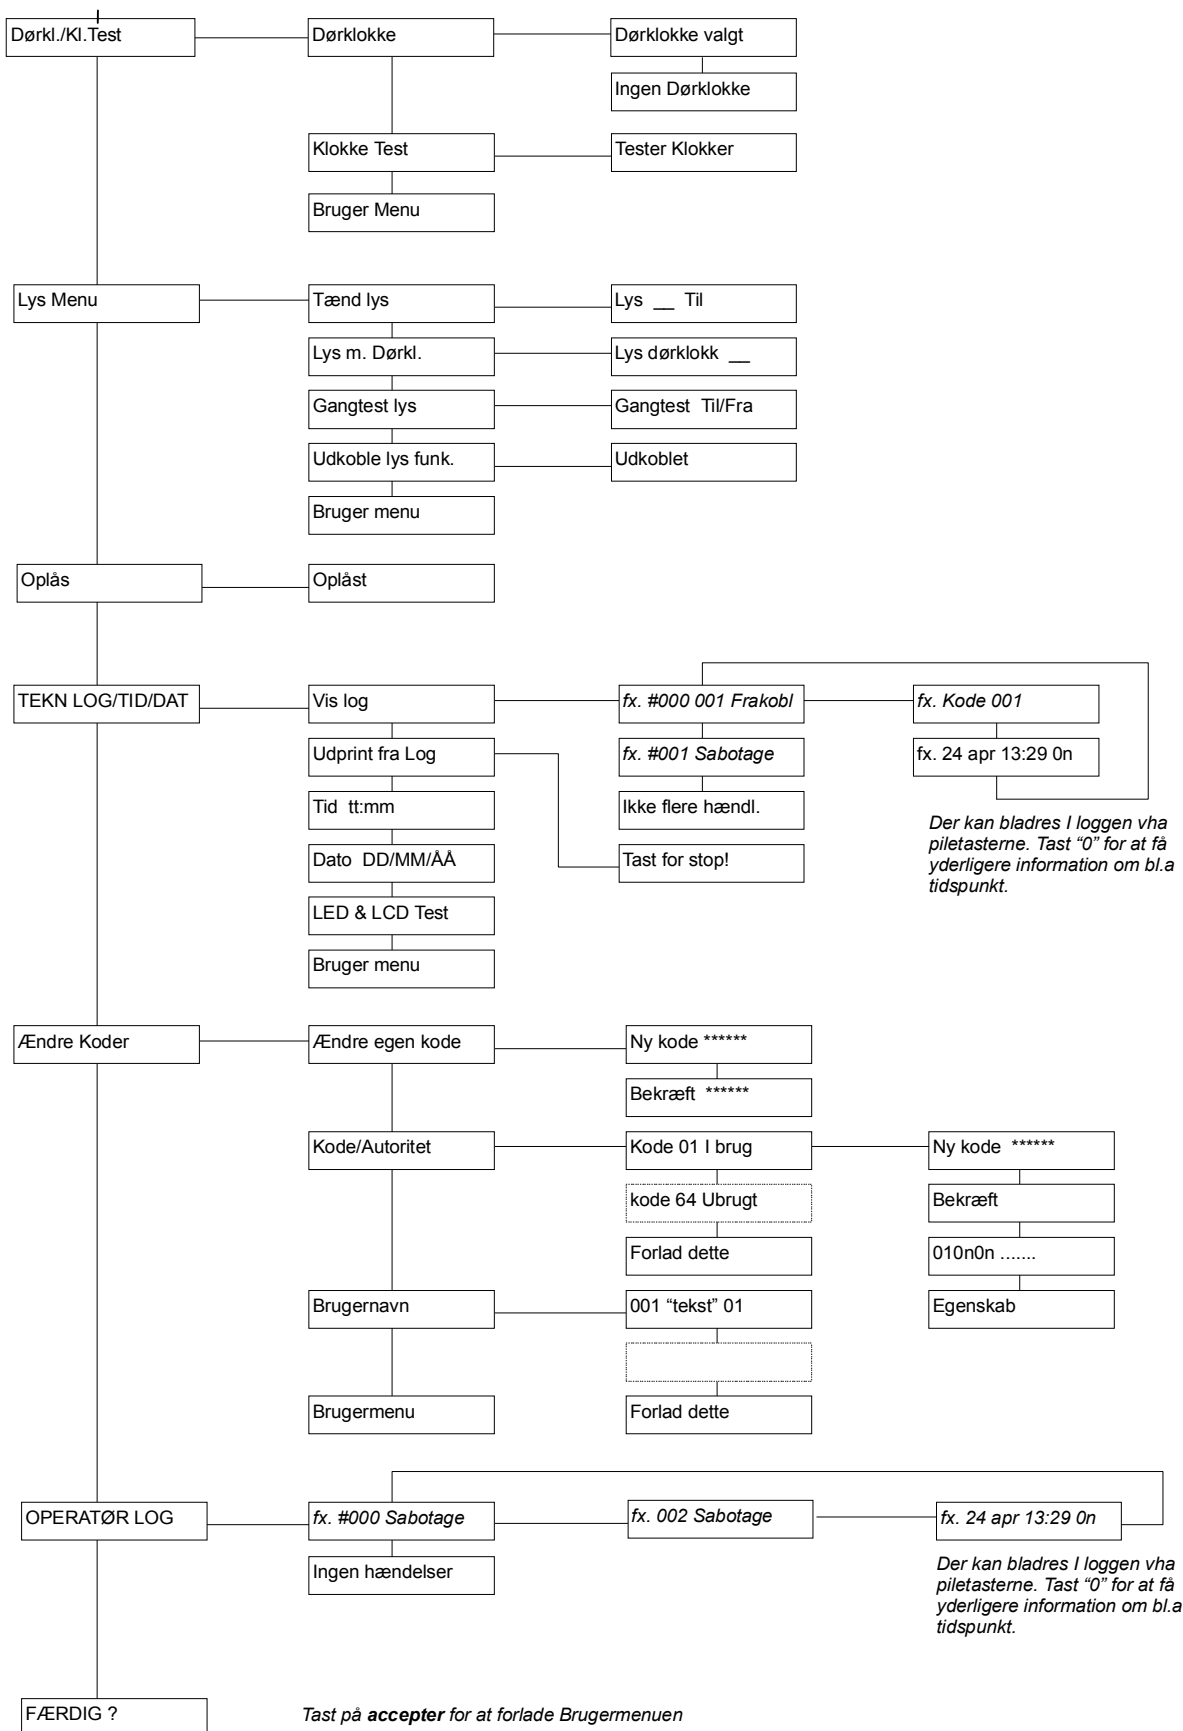 Dørkl./Kl.Test
Dørklokke
Dørklokke valgt
Ingen Dørklokke
Klokke Test
Tester Klokker
Bruger Menu
Lys Menu
Tænd lys
Lys __ Til
Lys m. Dørkl.
Lys dørklokk __
Gangtest lys
Gangtest Til/Fra
Udkoble lys funk.
Udkoblet
Bruger menu
Oplås
Oplåst
TEKN LOG/TID/DAT
Vis log
fx. #000 001 Frakobl
fx. Kode 001
Udprint fra Log
fx. #001 Sabotage
fx. 24 apr 13:29 0n
Tid tt:mm
Ikke flere hændl.
Der kan bladres I loggen vha
piletasterne. Tast “0” for at få
yderligere information om bl.a
tidspunkt.
Dato DD/MM/ÅÅ
Tast for stop!
LED & LCD Test
Bruger menu
Ændre Koder
Ændre egen kode
Ny kode ******
Bekræft ******
Kode/Autoritet
Kode 01 I brug
Ny kode ******
kode 64 Ubrugt
Bekræft
Forlad dette
010n0n .......
Brugernavn
001 “tekst” 01
Egenskab
Brugermenu
Forlad dette
OPERATØR LOG
fx. #000 Sabotage
fx. 002 Sabotage
fx. 24 apr 13:29 0n
Ingen hændelser
Der kan bladres I loggen vha
piletasterne. Tast “0” for at få
yderligere information om bl.a
tidspunkt.
FÆRDIG ?
Tast på accepter for at forlade Brugermenuen